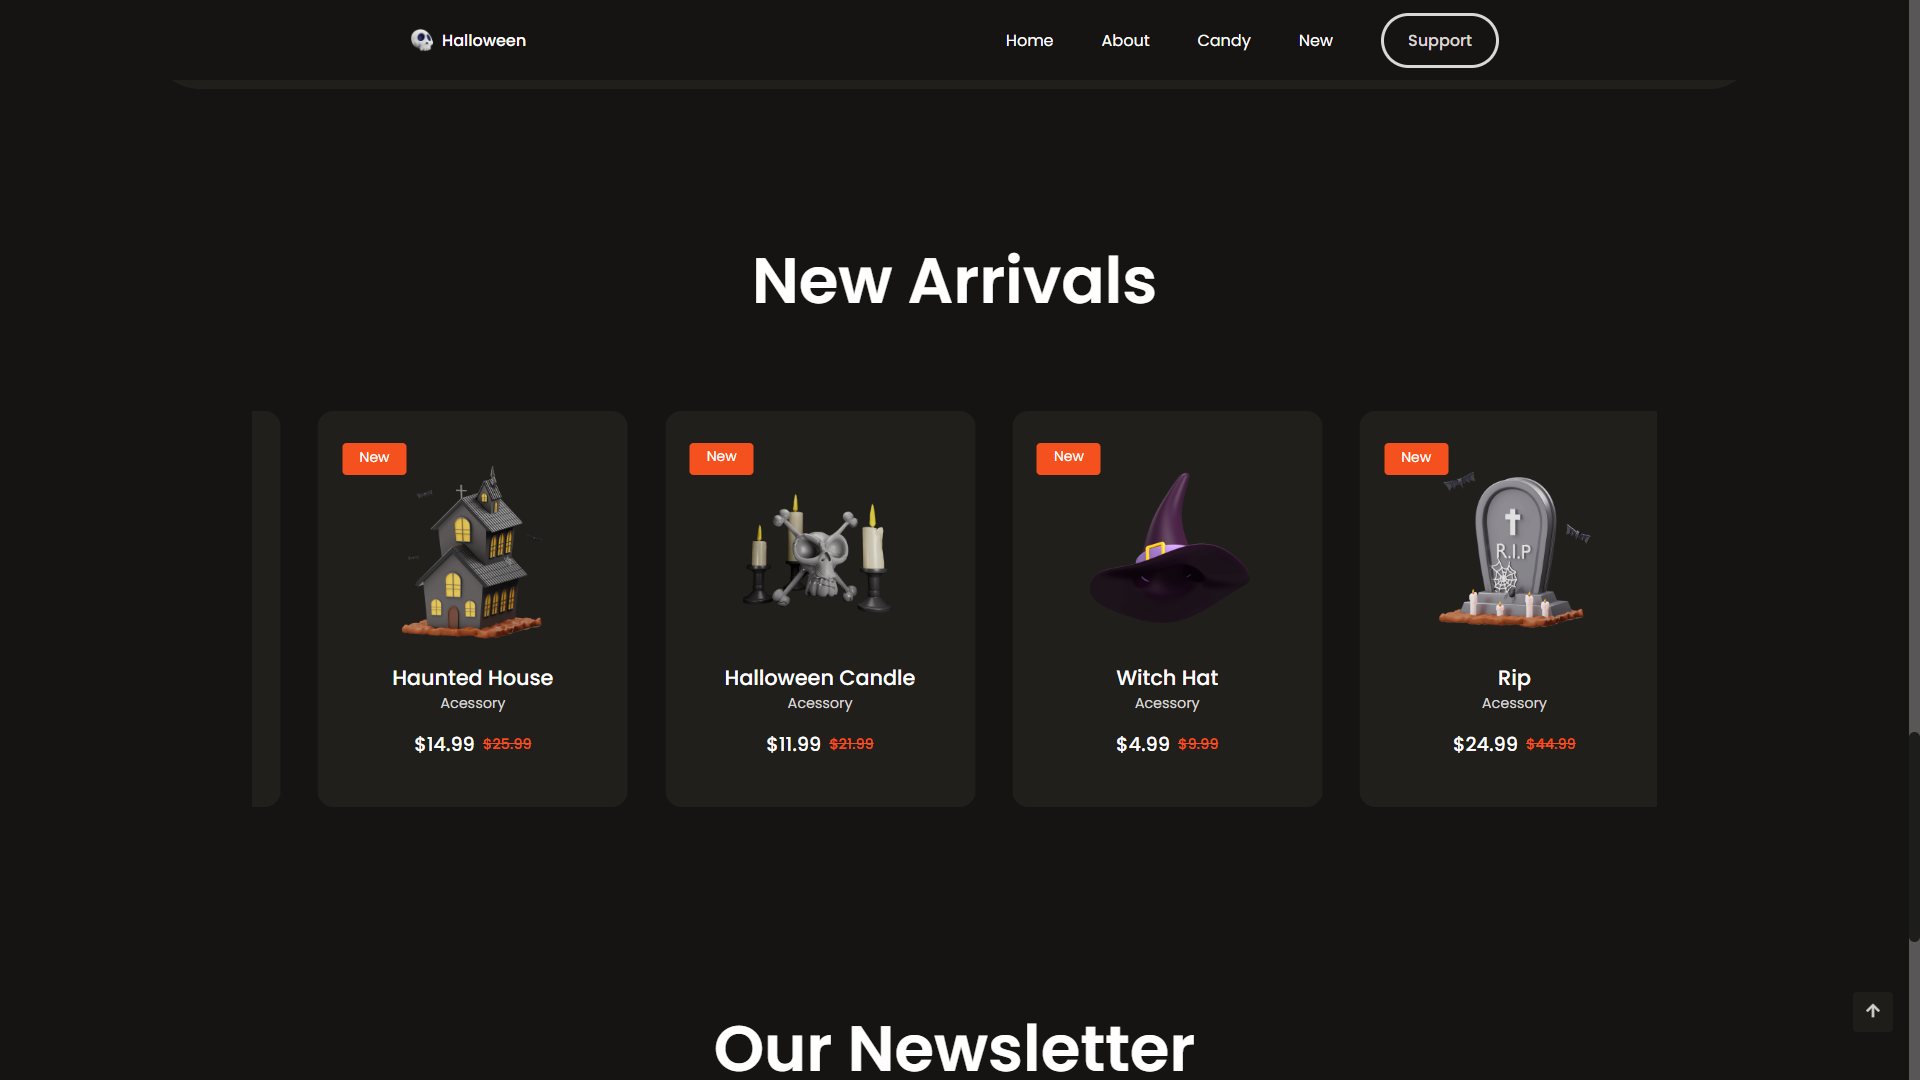 Halloween
Home About Candy New Support
New Arrivals
New
Haunted House
Acessory
$14.99 $25.99
New
Halloween Candle
Acessory
$11.99 $21.99
New
Witch Hat
Acessory
$4.99 $9.99
New
R.I.P
Rip
Acessory
$24.99 $44.99
Our Newsletter